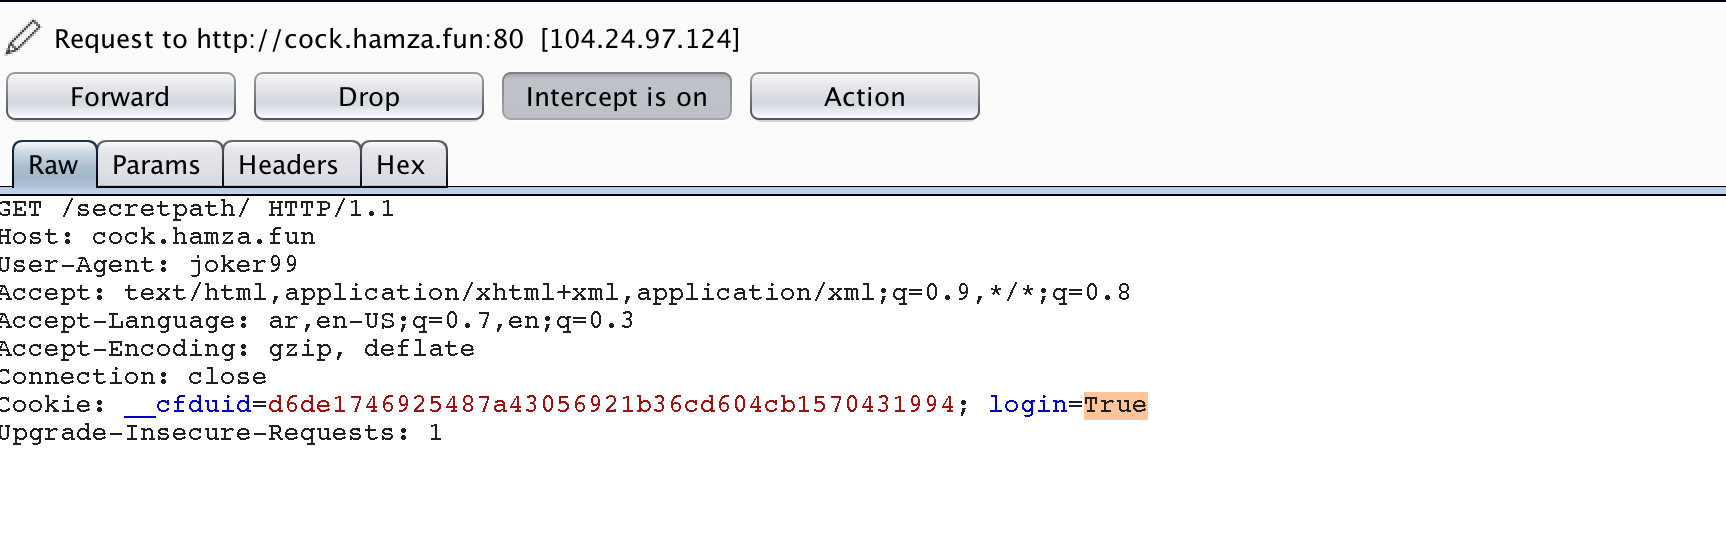 Request to http://cock.hamza.fun:80 [104.24.97.124]
Forward Drop Intercept is on Action
Raw Params Headers Hex
GET /secretpath/ HTTP/1.1
Host: cock.hamza.fun
User-Agent: joker99
Accept: text/html,application/xhtml+xml,application/xml;q=0.9,*/*;q=0.8
Accept-Language: ar,en-US;q=0.7,en;q=0.3
Accept-Encoding: gzip, deflate
Connection: close
Cookie: __cfduid=d6de1746925487a43056921b36cd604cb1570431994; login=True
Upgrade-Insecure-Requests: 1